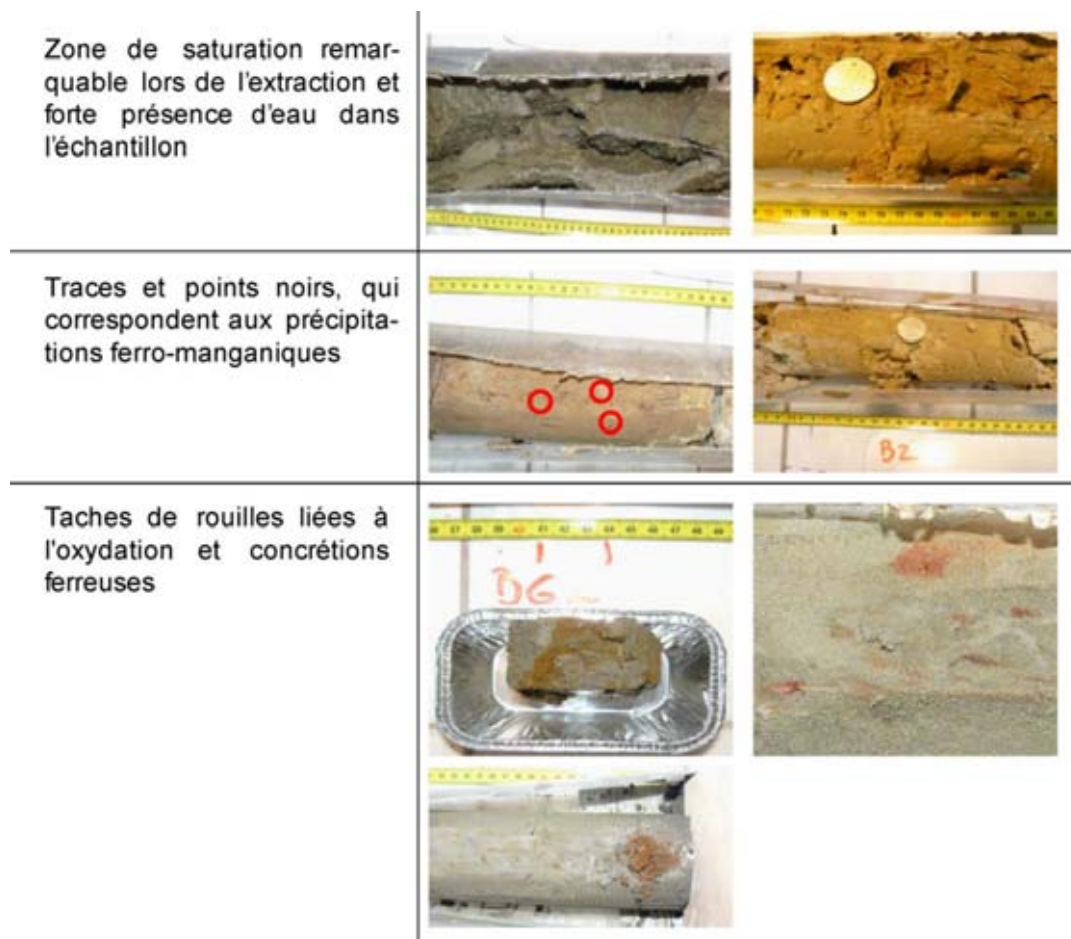 Zone de saturation remar-
quable lors de l'extraction et
forte présence d'eau dans
l'échantillon
Traces et points noirs, qui
correspondent aux précipita-
tions ferro-manganiques
B2
Taches de rouilles liées à
l'oxydation et concrétions
ferreuses
B6